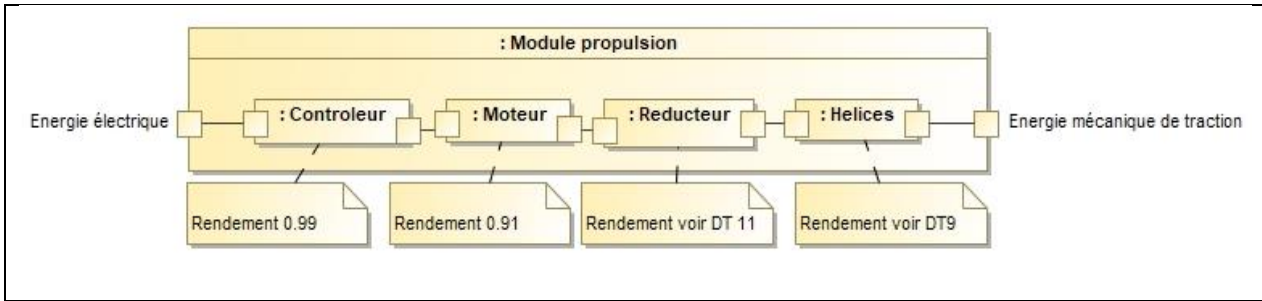 : Module propulsion
Energie électrique
: Controleur
: Moteur
: Reducteur
: Helices
Energie mécanique de traction
Rendement 0.99
Rendement 0.91
Rendement voir DT 11
Rendement voir DT9